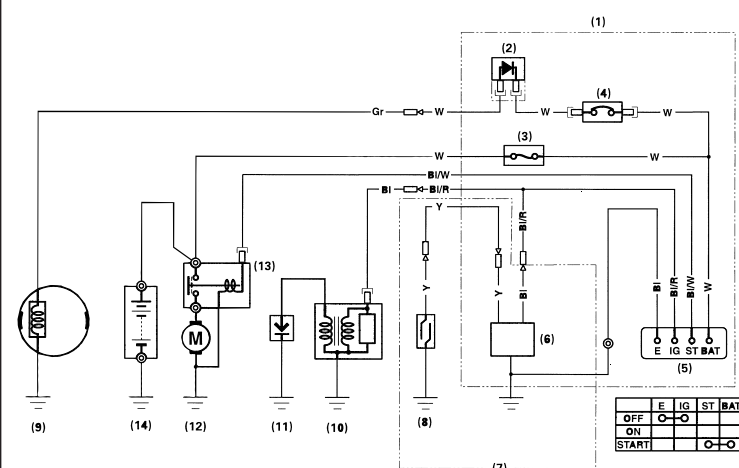 (1)
(2)
(4)
Gr W W W
(3)
W W
Bl/W
Bl Bl/R
Y
Bl/R
(13)
Y Y Bl Bl Bl/R Bl/W W
M
(6)
E IG ST BAT
(5)
(9) (14) (12) (11) (10) (8)
E IG ST BAT
OFF
ON
START
(7)